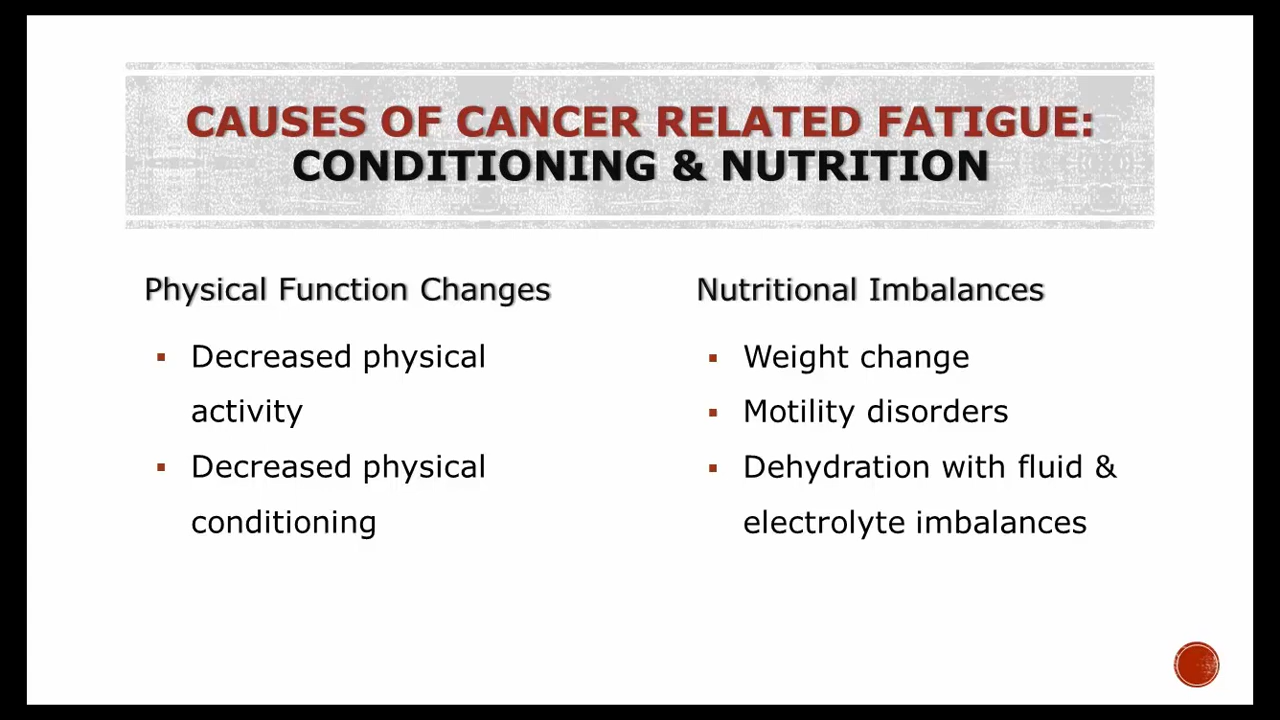 CAUSES OF CANCER RELATED FATIGUE:
CONDITIONING & NUTRITION
Physical Function Changes
▪ Decreased physical
activity
▪ Decreased physical
conditioning
Nutritional Imbalances
▪ Weight change
▪ Motility disorders
▪ Dehydration with fluid &
electrolyte imbalances